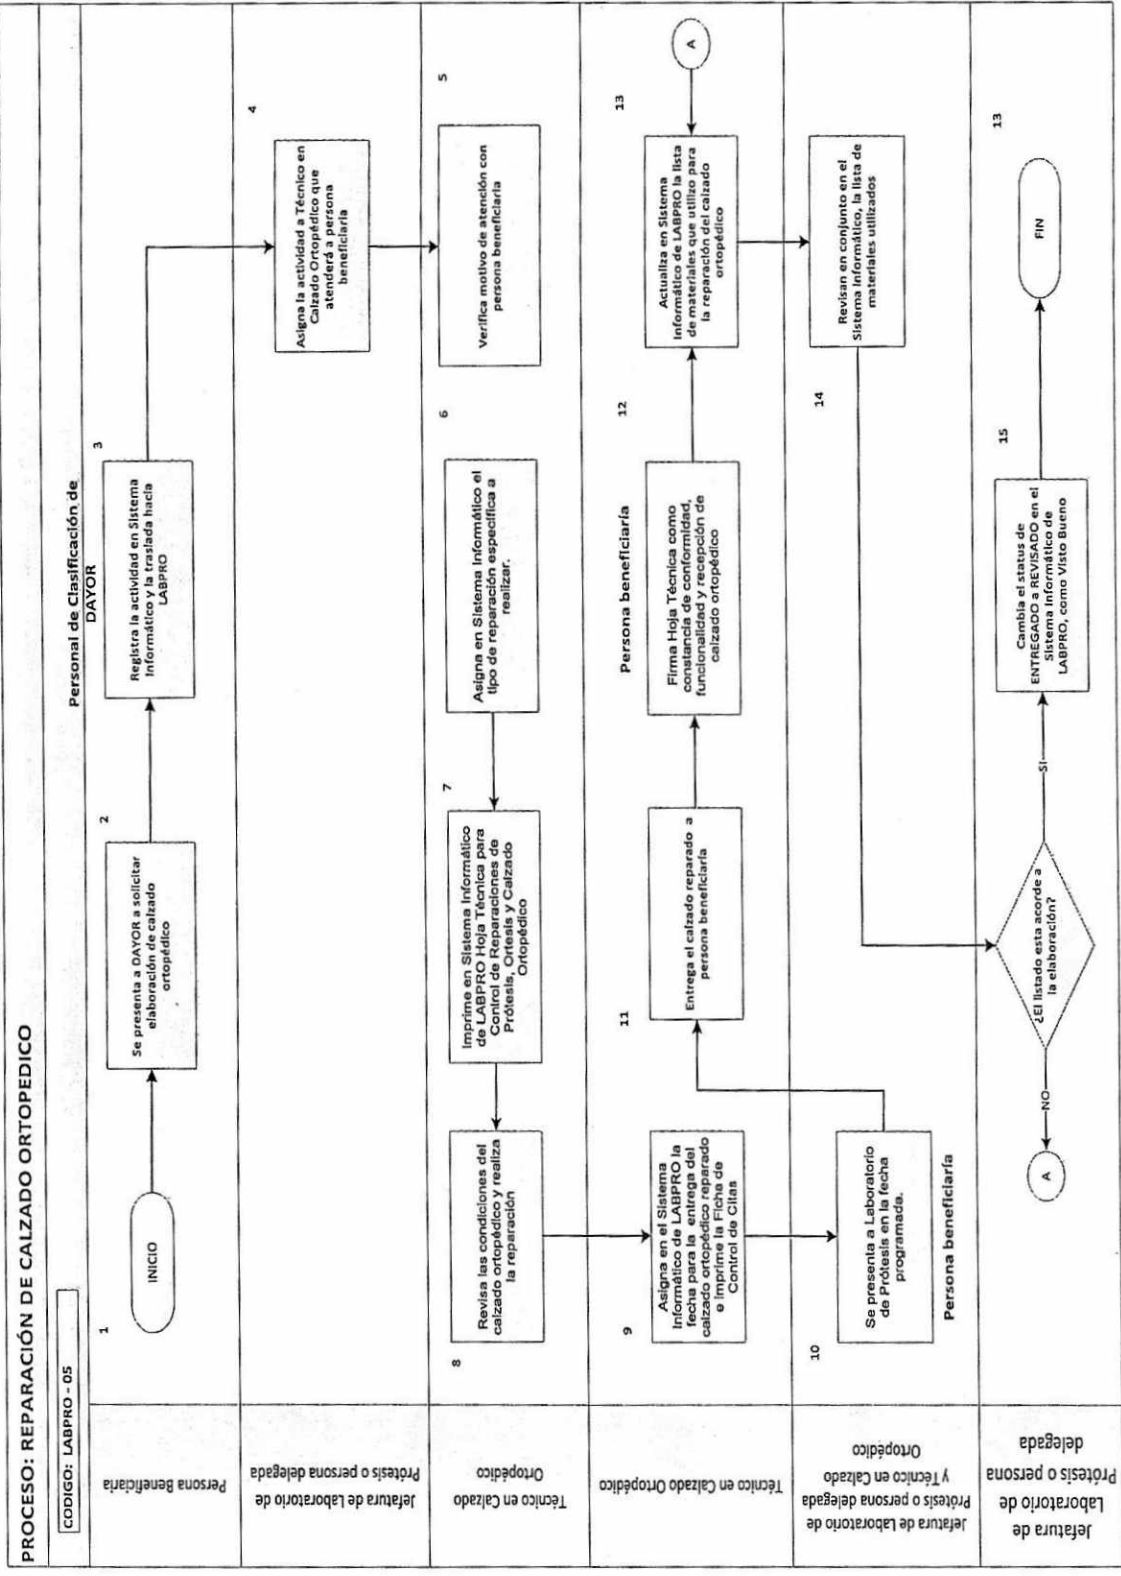 PROCESO: REPARACIÓN DE CALZADO ORTOPEDICO
CODIGO: LABPRO - 05
Persona Beneficiaria
1
INICIO
2
Se presenta a DAYOR a solicitar
elaboración de calzado
ortopédico
Personal de Clasificación de
DAYOR
3
Registra la actividad en Sistema
Informático y la traslada hacia
LABPRO
Jefatura de Laboratorio de
Prótesis o persona delegada
4
Asigna la actividad a Técnico en
Calzado Ortopédico que
atenderá a persona
beneficiaria
Técnico en Calzado
Ortopédico
5
Verifica motivo de atención con
persona beneficiaria
6
Asigna en Sistema Informático el
tipo de reparación específica a
realizar.
7
Imprime en Sistema Informático
de LABPRO Hoja Técnica para
Control de Reparaciones de
Prótesis, Ortesis y Calzado
Ortopédico
8
Revisa las condiciones del
calzado ortopédico y realiza
la reparación
Técnico en Calzado Ortopédico
9
Asigna en el Sistema
Informático de LABPRO la
fecha para la entrega del
calzado ortopédico reparado
e Imprime la Ficha de
Control de Citas
11
Entrega el calzado reparado a
persona beneficiaría
Persona beneficiaría
12
Firma Hoja Técnica como
constancia de conformidad,
funcionalidad y recepción de
calzado ortopédico
13
Actualiza en Sistema
Informático de LABPRO la lista
de materiales que utilizo para
la reparación del calzado
ortopédico
A
Jefatura de Laboratorio de
Prótesis o persona delegada
y Técnico en Calzado
Ortopédico
10
Se presenta a Laboratorio
de Prótesis en la fecha
programada.
Persona beneficiaría
14
Revisan en conjunto en el
Sistema Informático, la lista de
materiales utilizados
Jefatura de
Laboratorio de
Prótesis o persona
delegada
A
NO
¿El listado esta acorde a
la elaboración?
SI
15
Cambia el status de
ENTREGADO a REVISADO en el
Sistema Informático de
LABPRO, como Visto Bueno
13
FIN